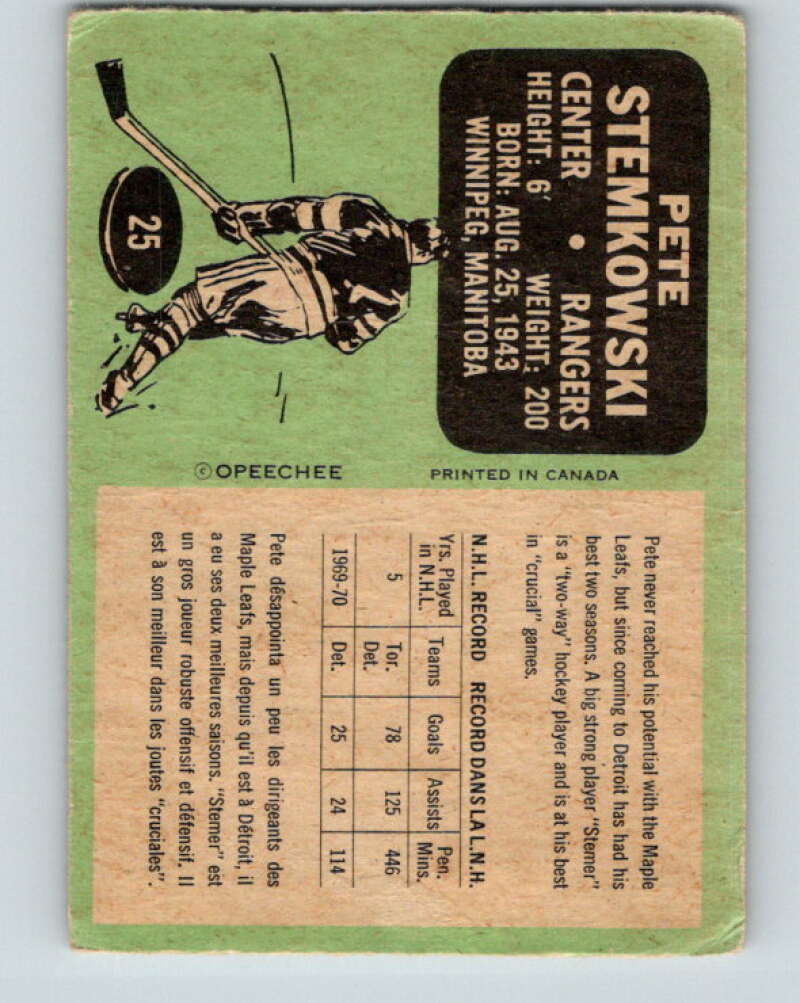 PETE
STEMKOWSKI
CENTER • RANGERS
HEIGHT: 6′ WEIGHT: 200
BORN: AUG. 25, 1943
WINNIPEG, MANITOBA
25
© OPEECHEE PRINTED IN CANADA
Pete never reached his potential with the Maple
Leafs, but siince coming to Detroit has had his
best two seasons. A big strong player "Stemer"
is a "two-way" hockey player and is at his best
in "crucial" games.
N.H.L. RECORD RECORD DANS LA L.N.H.
Yrs. Played Teams Goals Assists Pen.
in N.H.L. Mins.
5 Tor. 78 125 446
Det.
1969-70 Det. 25 24 114
Pete désappointa un peu les dirigeants des
Maple Leafs, mais depuis qu'il est à Détroit, il
a eu ses deux meilleures saisons. "Stemer" est
un gros joueur robuste offensif et défensif. Il
est à son meilleur dans les joutes "cruciales".